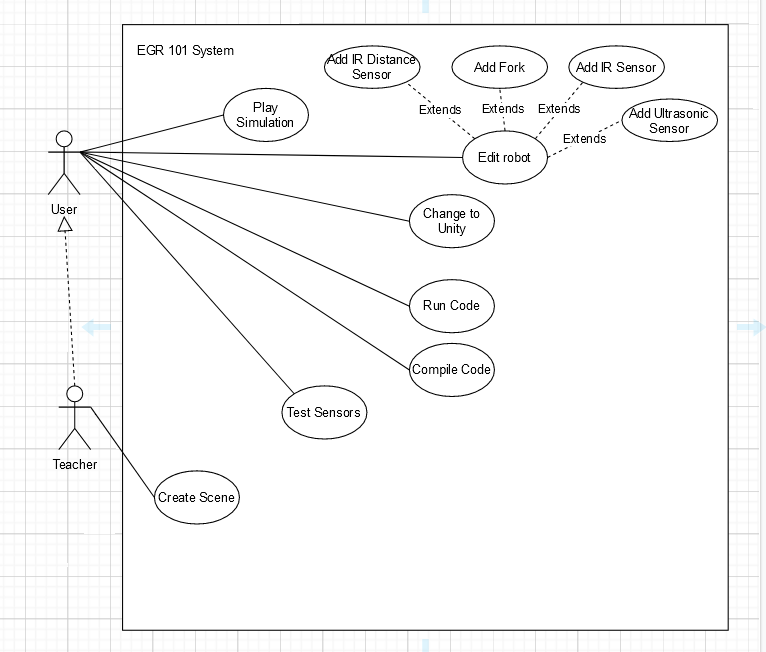 EGR 101 System
Add IR Distance
Sensor
Add Fork
Add IR Sensor
Play
Simulation
Extends
Extends
Extends
Add Ultrasonic
Sensor
Extends
Edit robot
User
Change to
Unity
Run Code
Compile Code
Test Sensors
Teacher
Create Scene